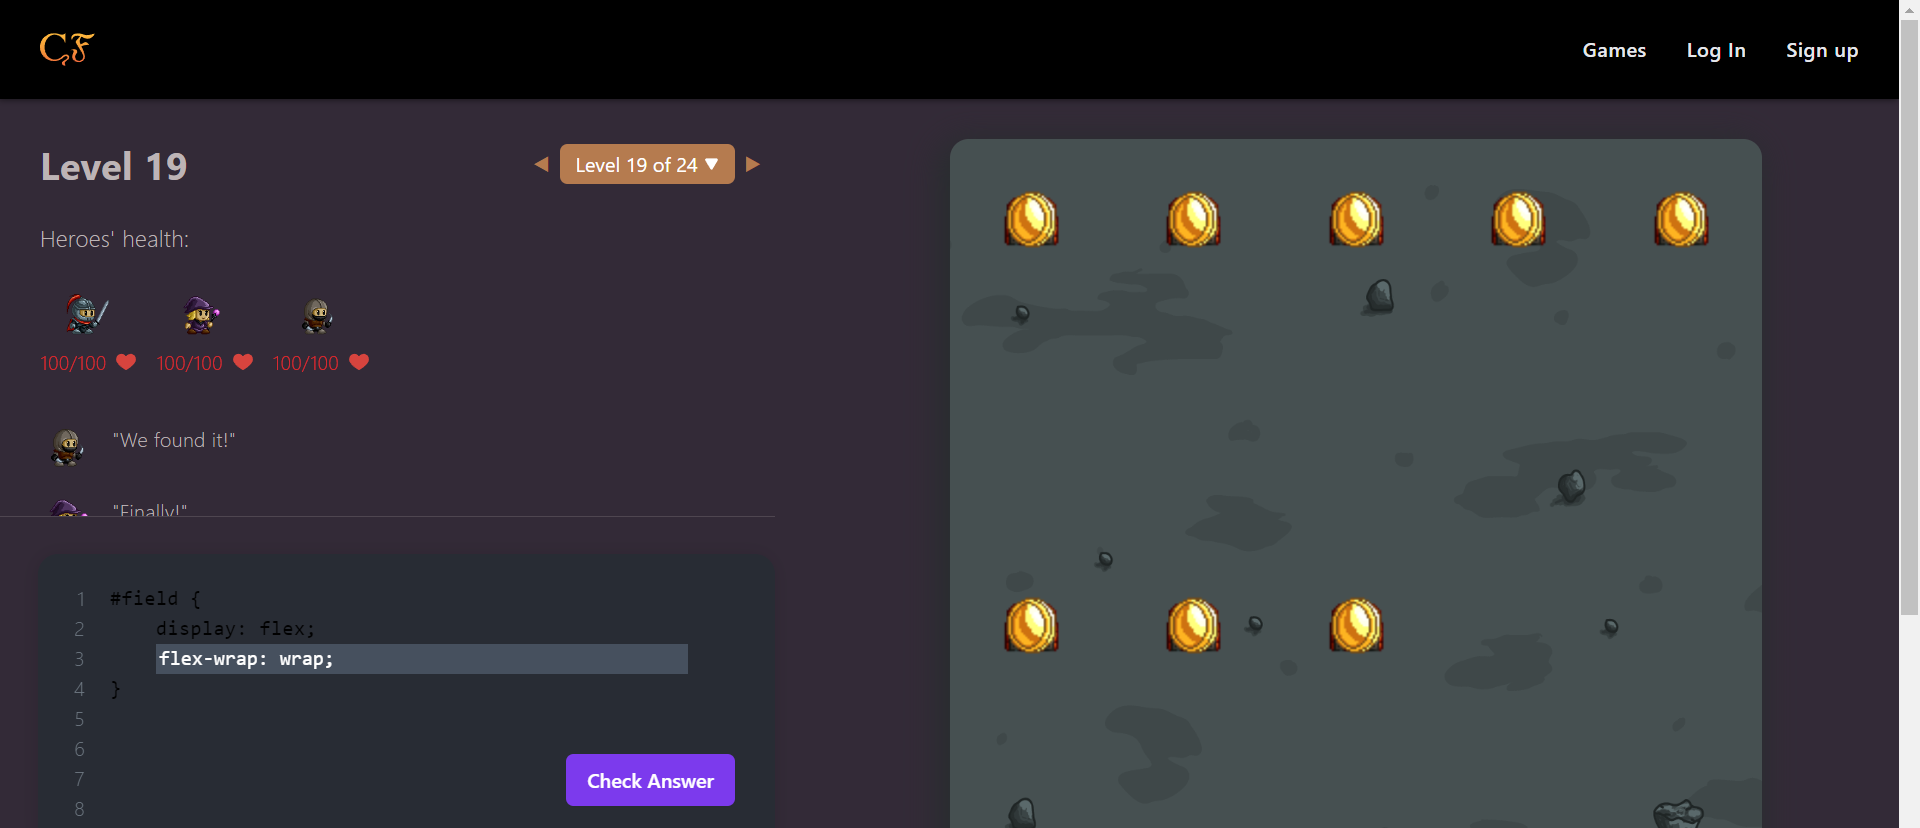 CF
Games Log In Sign up
Level 19
Level 19 of 24 ▼
Heroes' health:
100/100 100/100 100/100
"We found it!"
"Finally!"
1 #field {
2 display: flex;
3 flex-wrap: wrap;
4 }
5
6
7
8
Check Answer